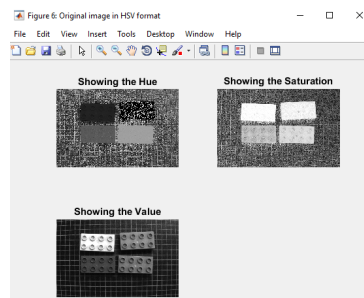 Figure 6: Original image in HSV format
File Edit View Insert Tools Desktop Window Help
Showing the Hue
Showing the Saturation
Showing the Value